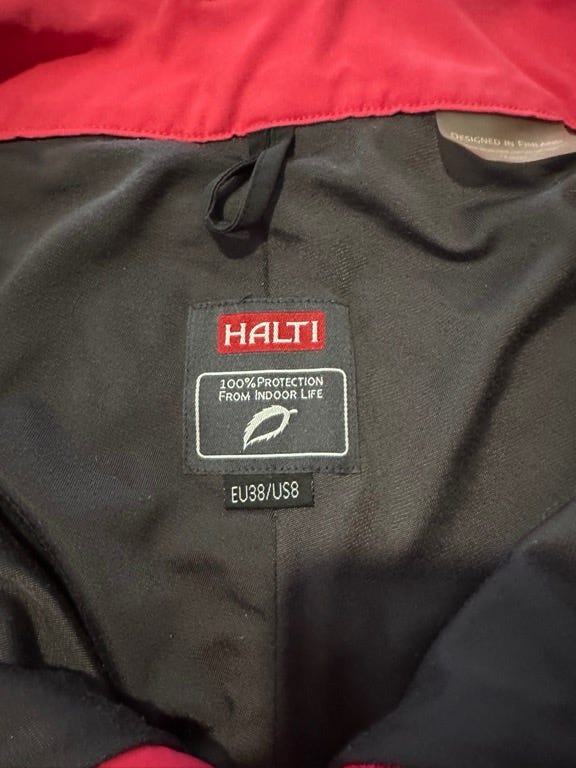 DESIGNED IN FINLAND
HALTI
100% PROTECTION
FROM INDOOR LIFE
EU38/US8